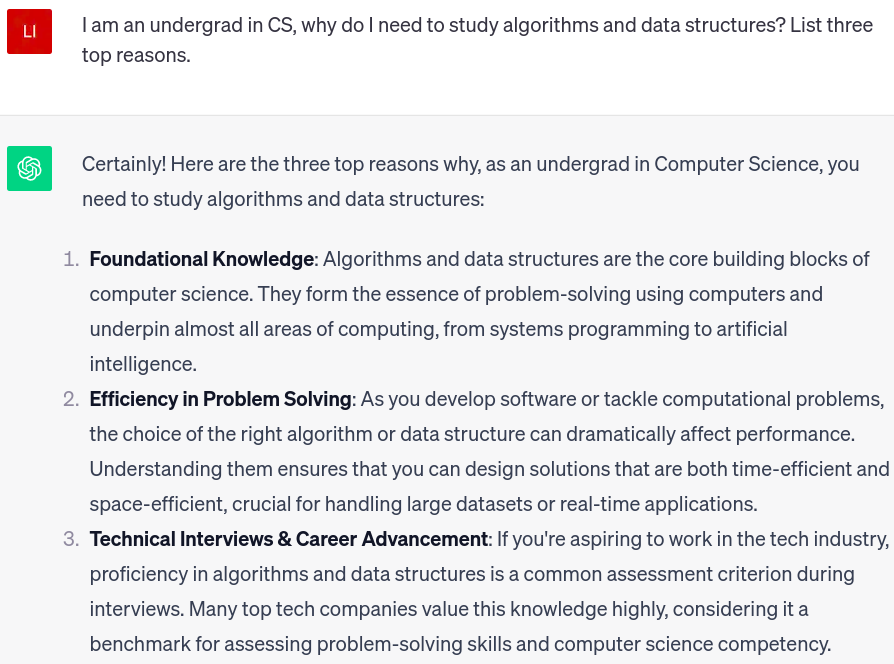 LI
I am an undergrad in CS, why do I need to study algorithms and data structures? List three
top reasons.
Certainly! Here are the three top reasons why, as an undergrad in Computer Science, you
need to study algorithms and data structures:
1. Foundational Knowledge: Algorithms and data structures are the core building blocks of
computer science. They form the essence of problem-solving using computers and
underpin almost all areas of computing, from systems programming to artificial
intelligence.
2. Efficiency in Problem Solving: As you develop software or tackle computational problems,
the choice of the right algorithm or data structure can dramatically affect performance.
Understanding them ensures that you can design solutions that are both time-efficient and
space-efficient, crucial for handling large datasets or real-time applications.
3. Technical Interviews & Career Advancement: If you're aspiring to work in the tech industry,
proficiency in algorithms and data structures is a common assessment criterion during
interviews. Many top tech companies value this knowledge highly, considering it a
benchmark for assessing problem-solving skills and computer science competency.